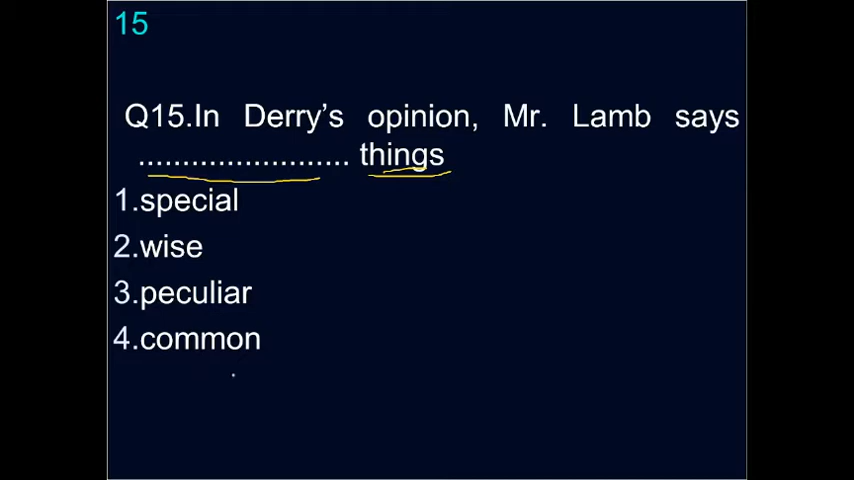 15
Q15.In Derry's opinion, Mr. Lamb says
........................ things
1.special
2.wise
3.peculiar
4.common